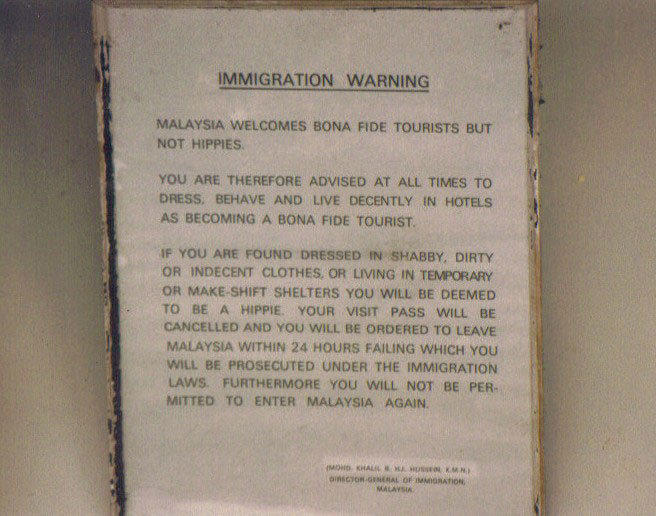 IMMIGRATION WARNING
MALAYSIA WELCOMES BONA FIDE TOURISTS BUT
NOT HIPPIES.
YOU ARE THEREFORE ADVISED AT ALL TIMES TO
DRESS, BEHAVE AND LIVE DECENTLY IN HOTELS
AS BECOMING A BONA FIDE TOURIST.
IF YOU ARE FOUND DRESSED IN SHABBY, DIRTY
OR INDECENT CLOTHES, OR LIVING IN TEMPORARY
OR MAKE-SHIFT SHELTERS YOU WILL BE DEEMED
TO BE A HIPPIE. YOUR VISIT PASS WILL BE
CANCELLED AND YOU WILL BE ORDERED TO LEAVE
MALAYSIA WITHIN 24 HOURS FAILING WHICH YOU
WILL BE PROSECUTED UNDER THE IMMIGRATION
LAWS. FURTHERMORE YOU WILL NOT BE PER-
MITTED TO ENTER MALAYSIA AGAIN.
(MOHD. KHALIL B. HJ. HUSSEIN, K.M.N.)
DIRECTOR-GENERAL OF IMMIGRATION,
MALAYSIA.